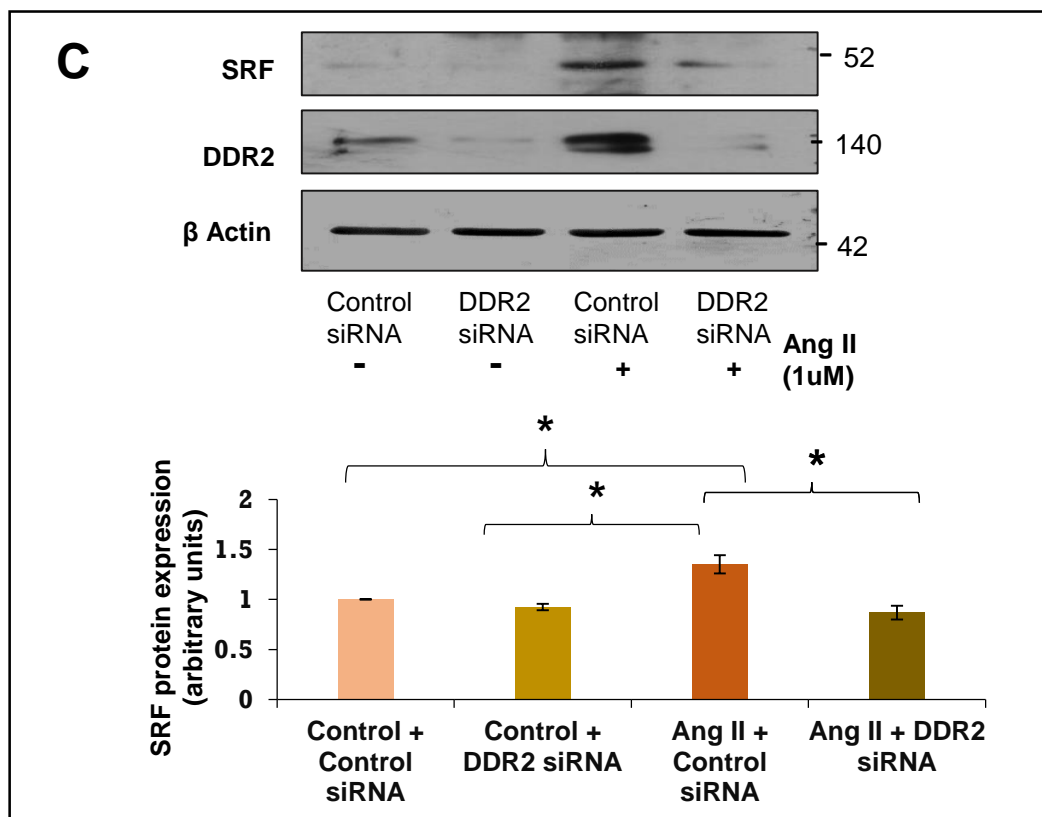 C
SRF
52
DDR2
140
β Actin
42
Control siRNA
DDR2 siRNA
Control siRNA
DDR2 siRNA
- - + + Ang II (1uM)
*
*
*
SRF protein expression
(arbitrary units)
2
1.5
1
0.5
0
Control +
Control
siRNA
Control +
DDR2 siRNA
Ang II +
Control
siRNA
Ang II + DDR2
siRNA